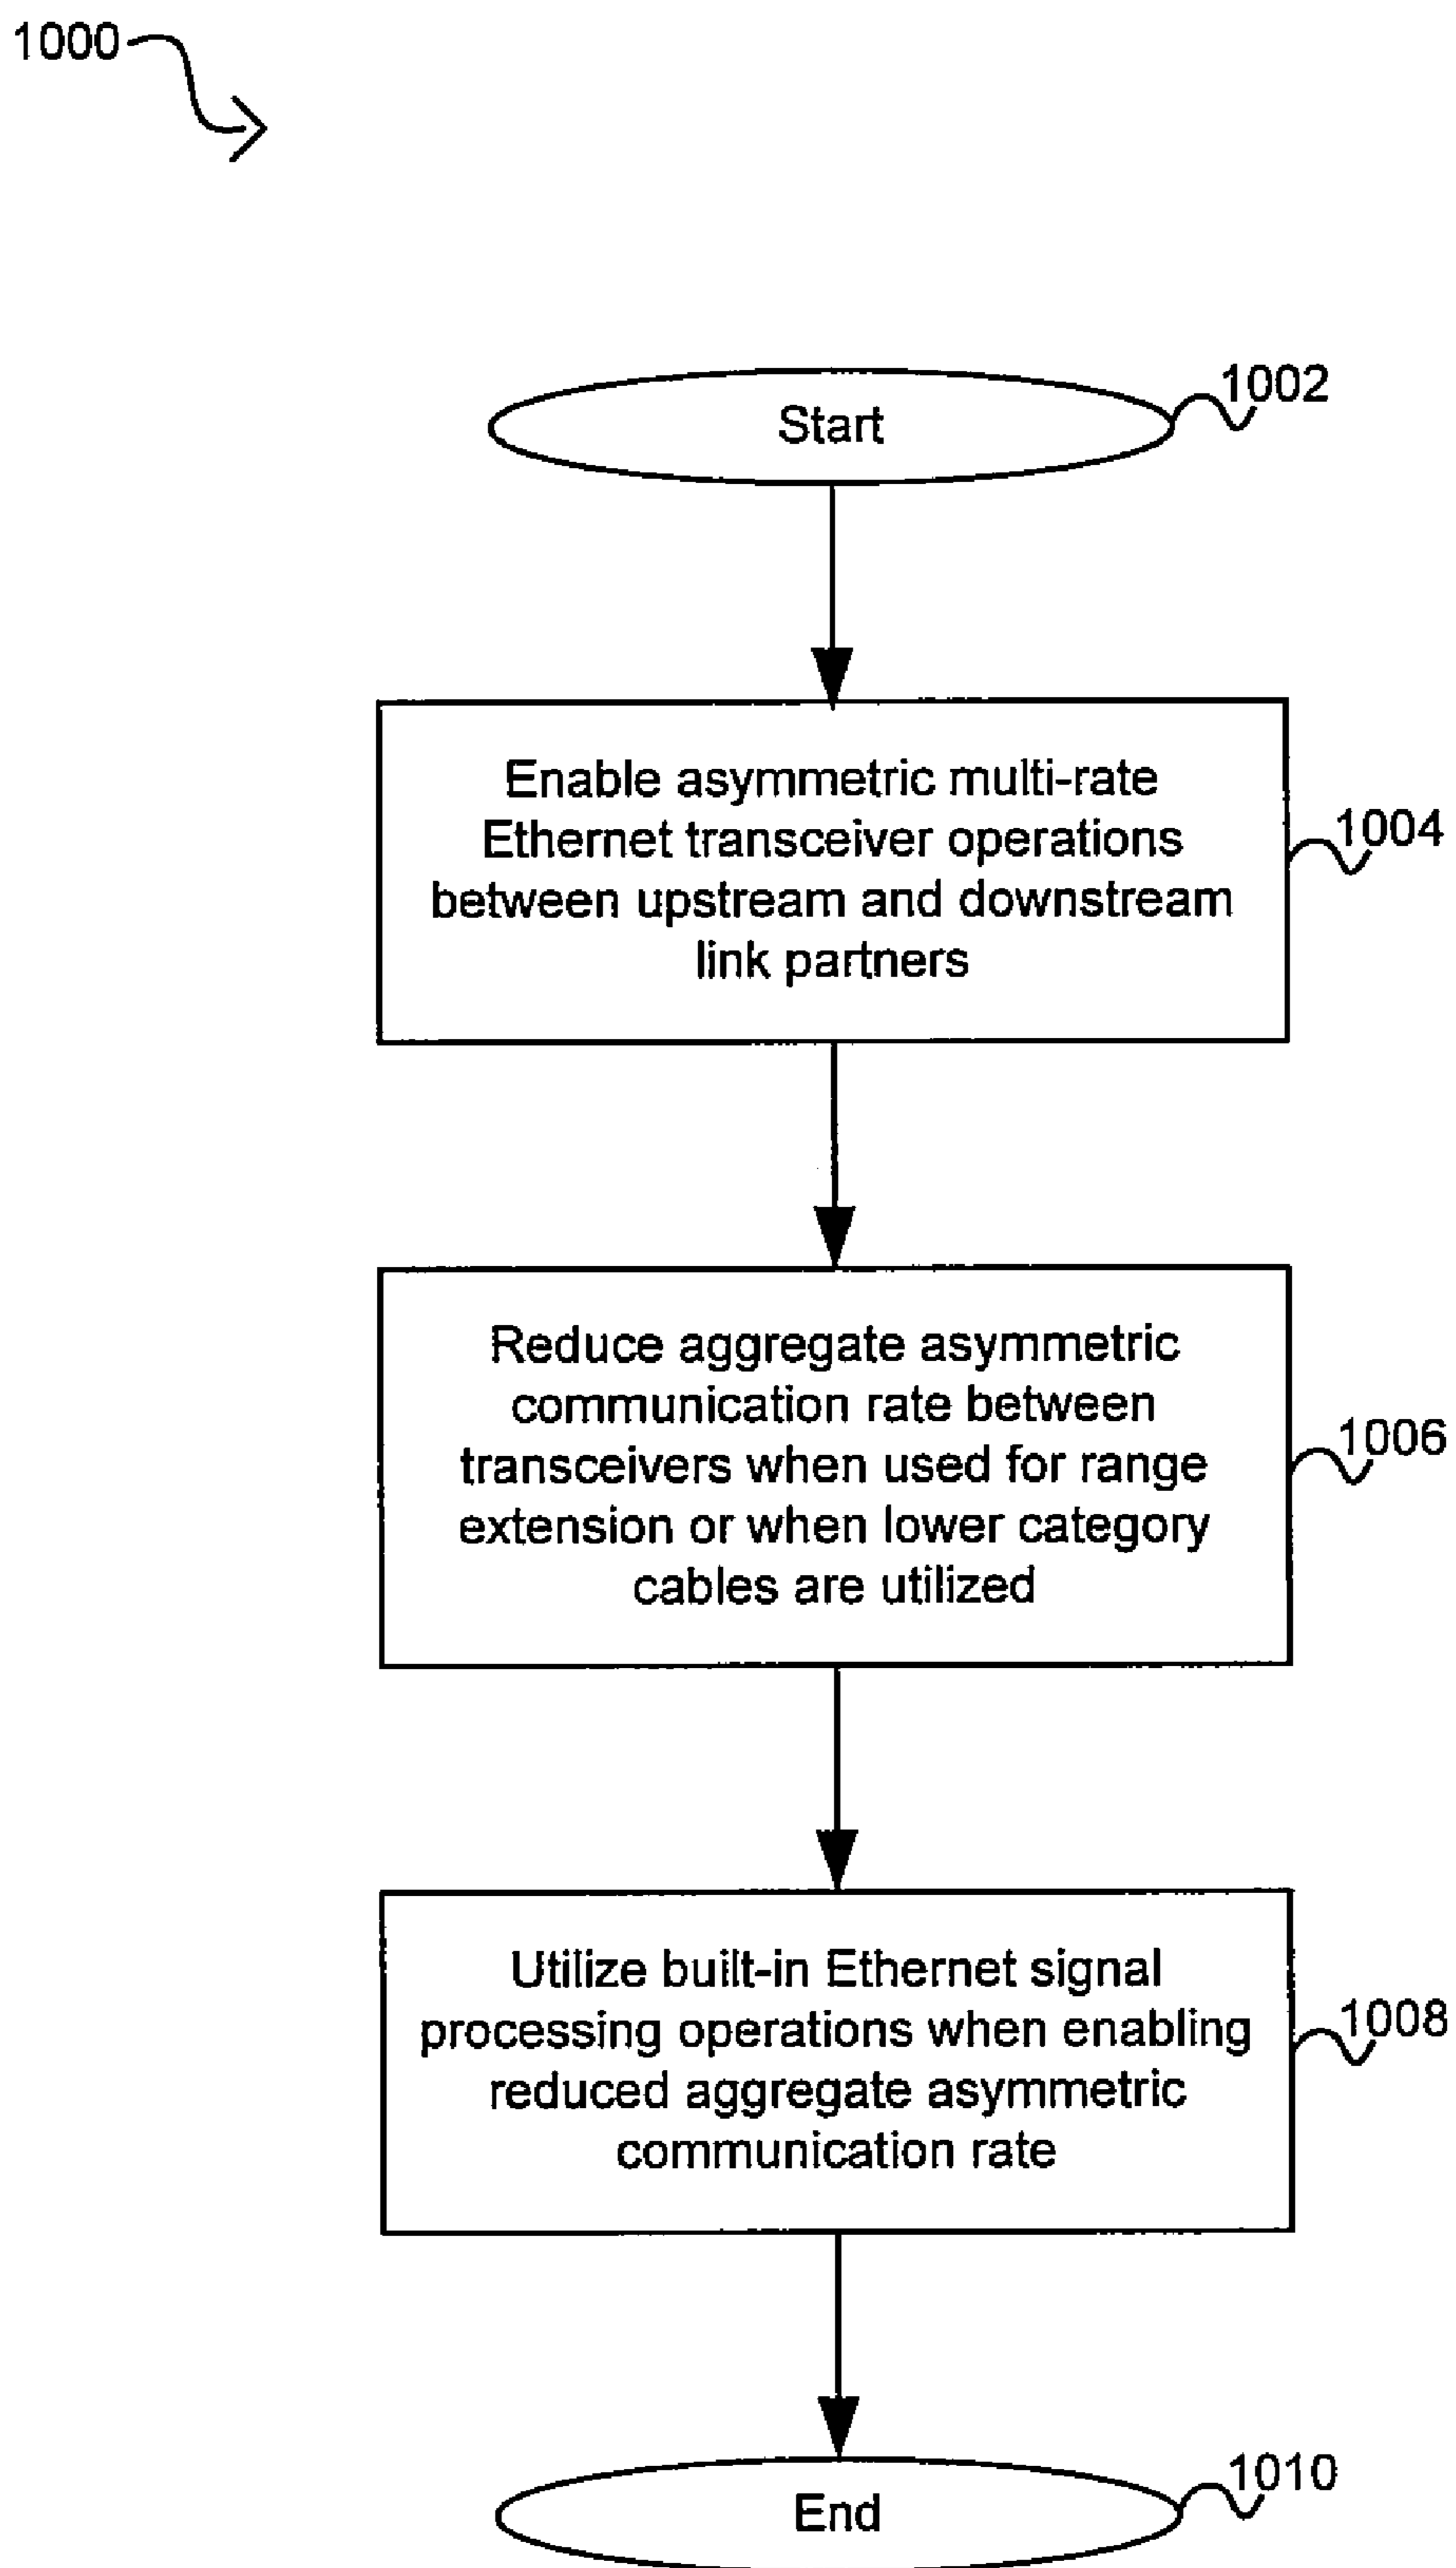 1000
1002
Start
Enable asymmetric multi-rate
Ethernet transceiver operations
between upstream and downstream
link partners
1004
Reduce aggregate asymmetric
communication rate between
transceivers when used for range
extension or when lower category
cables are utilized
1006
Utilize built-in Ethernet signal
processing operations when enabling
reduced aggregate asymmetric
communication rate
1008
End
1010